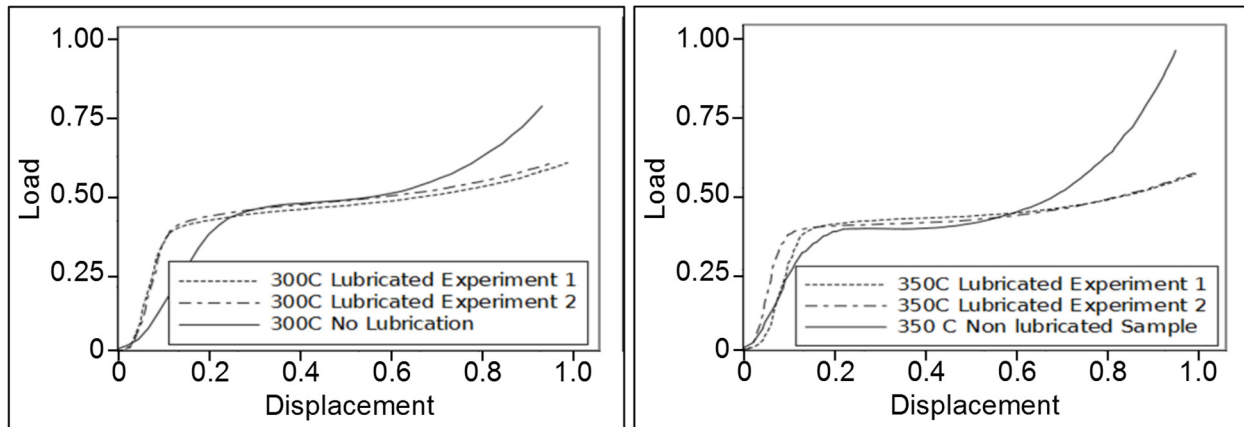 1.00
0.75
0.50
0.25
0
Load
300C Lubricated Experiment 1
300C Lubricated Experiment 2
300C No Lubrication
0 0.2 0.4 0.6 0.8 1.0
Displacement
1.00
0.75
0.50
0.25
0
Load
350C Lubricated Experiment 1
350C Lubricated Experiment 2
350 C Non lubricated Sample
0 0.2 0.4 0.6 0.8 1.0
Displacement